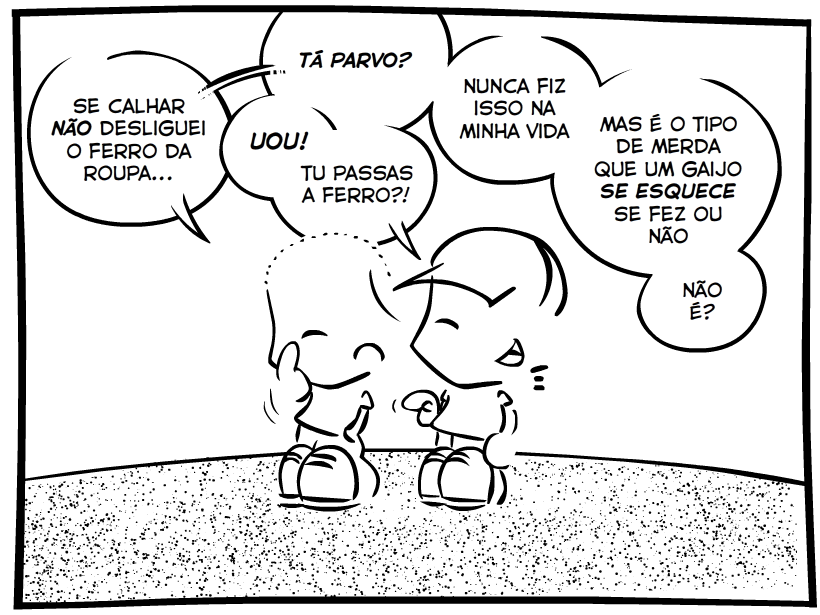 SE CALHAR
NÃO DESLIGUEI
O FERRO DA
ROUPA...
UOU!
TU PASSAS
A FERRO?!
TÁ PARVO?
NUNCA FIZ
ISSO NA
MINHA VIDA
MAS É O TIPO
DE MERDA
QUE UM GAIJO
SE ESQUECE
SE FEZ OU
NÃO
NÃO
É?